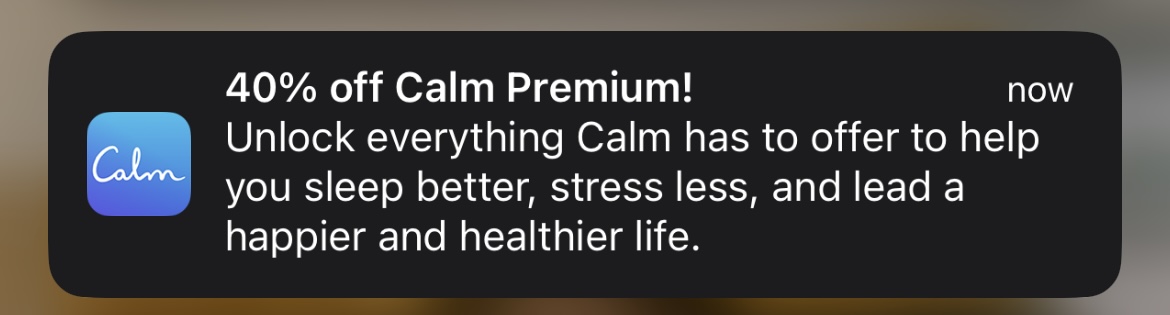 40% off Calm Premium!
now
Unlock everything Calm has to offer to help
you sleep better, stress less, and lead a
happier and healthier life.
Calm